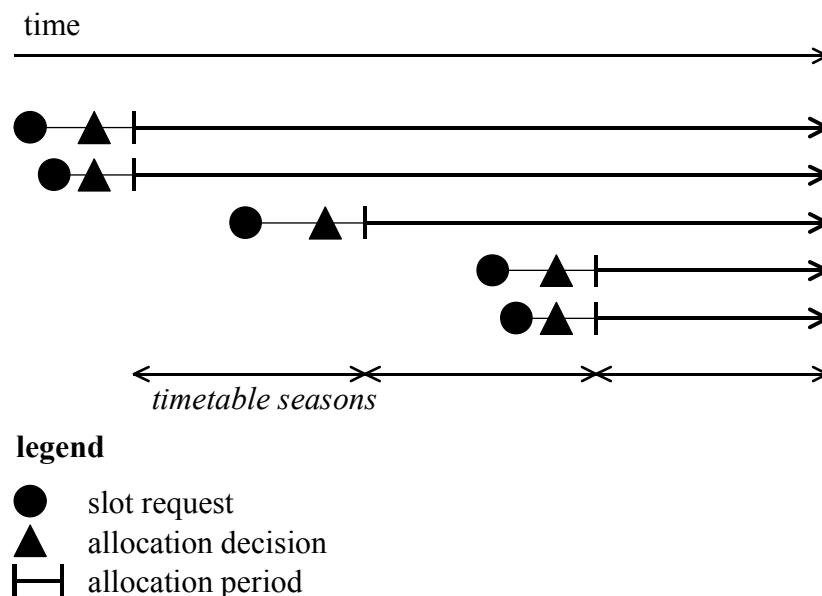 time
timetable seasons
legend
slot request
allocation decision
allocation period